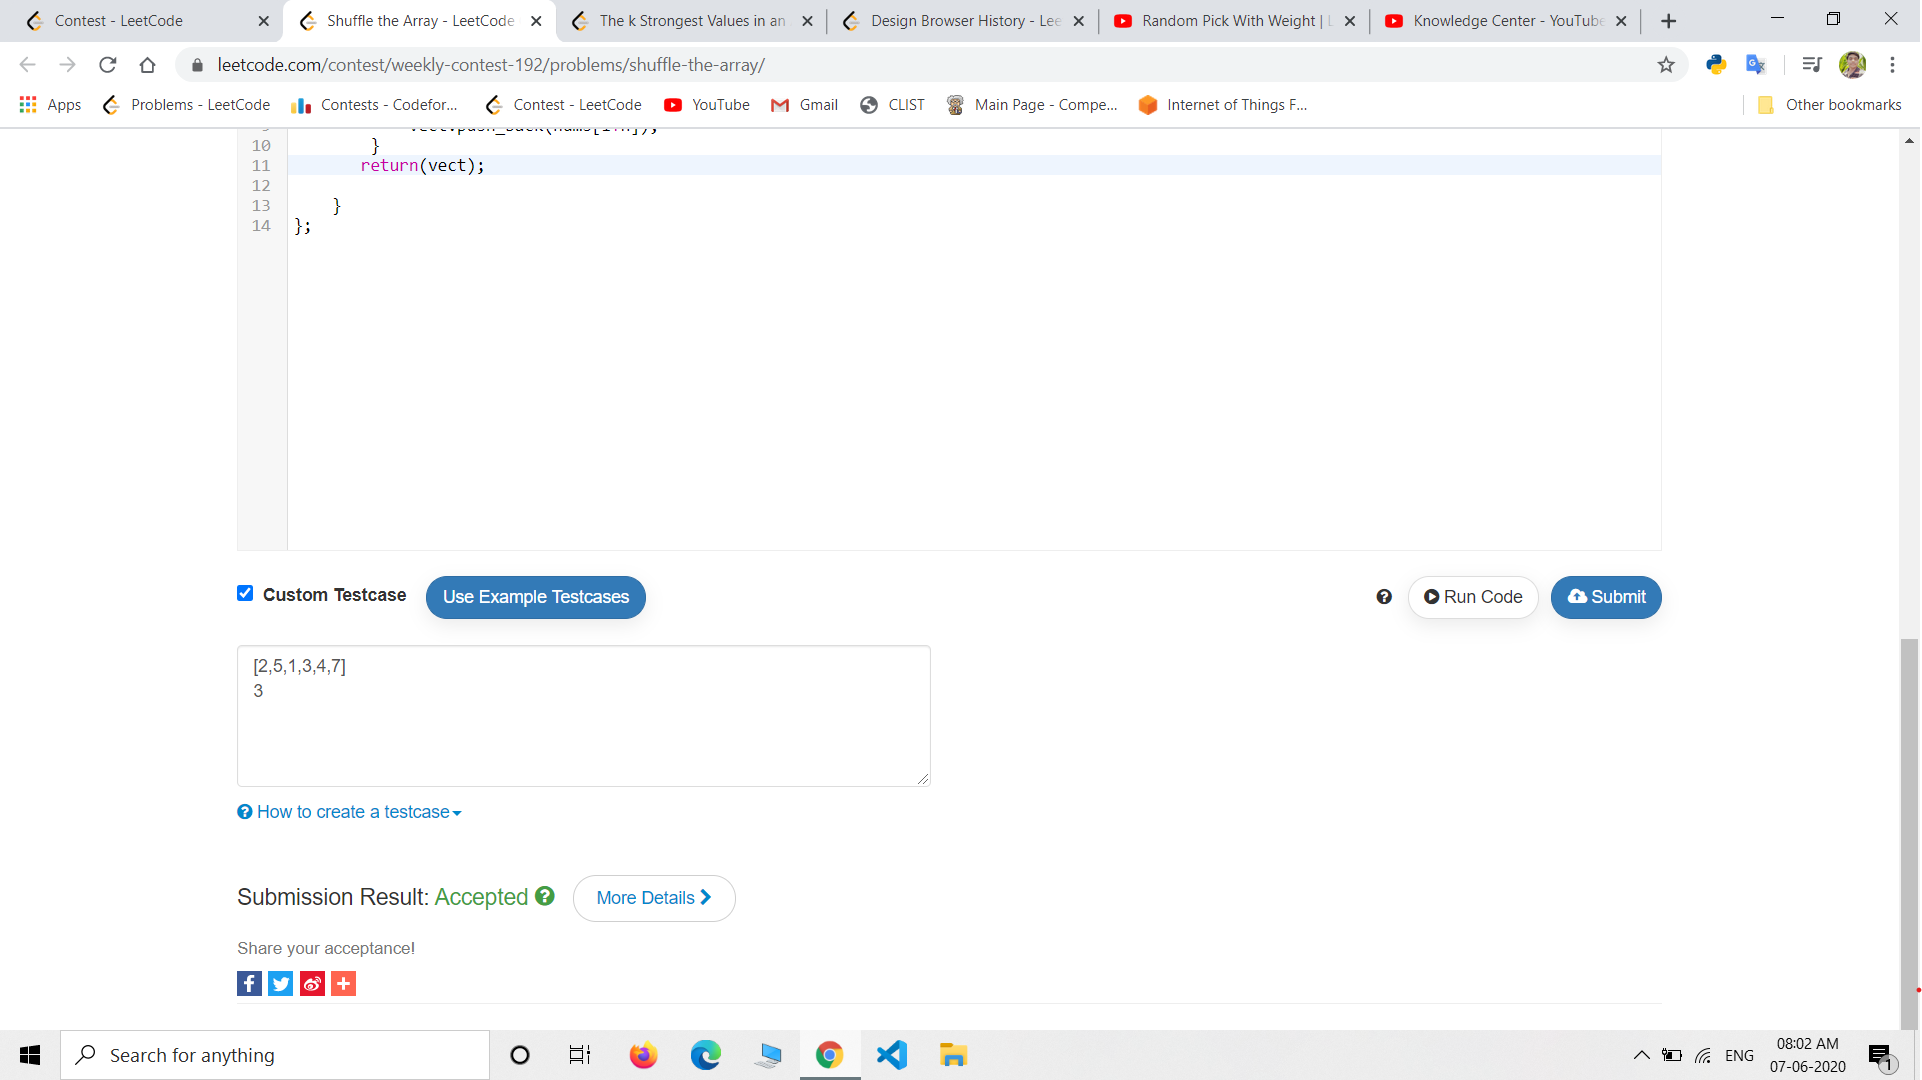 Contest - LeetCode
Shuffle the Array - LeetCode
The k Strongest Values in an
Design Browser History - Lee
Random Pick With Weight | L
Knowledge Center - YouTube
leetcode.com/contest/weekly-contest-192/problems/shuffle-the-array/
Apps
Problems - LeetCode
Contests - Codefor...
Contest - LeetCode
YouTube
Gmail
CLIST
Main Page - Compe...
Internet of Things F...
Other bookmarks
10 }
11 return(vect);
12
13 }
14 };
Custom Testcase
Use Example Testcases
Run Code
Submit
[2,5,1,3,4,7]
3
How to create a testcase
Submission Result: Accepted
More Details
Share your acceptance!
Search for anything
ENG
08:02 AM
07-06-2020
1